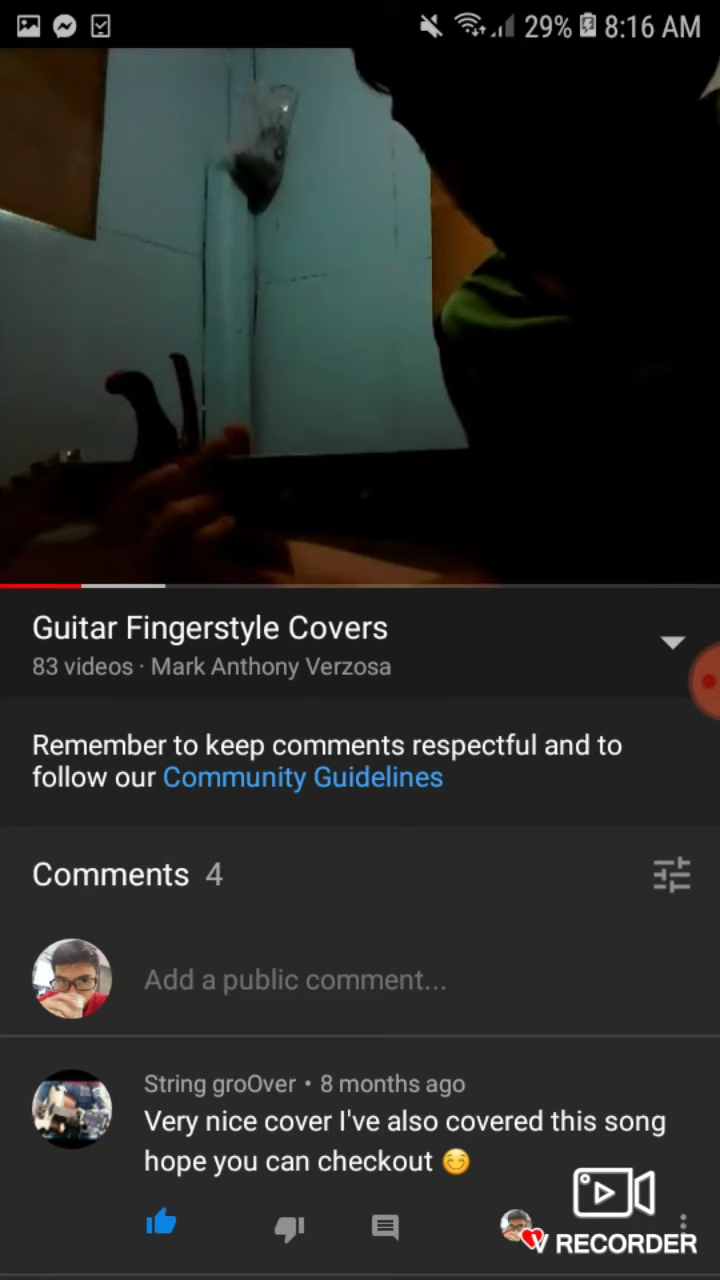 29% 8:16 AM
Guitar Fingerstyle Covers
83 videos · Mark Anthony Verzosa
Remember to keep comments respectful and to
follow our Community Guidelines
Comments 4
Add a public comment...
String groOver • 8 months ago
Very nice cover I've also covered this song
hope you can checkout 😊
V RECORDER